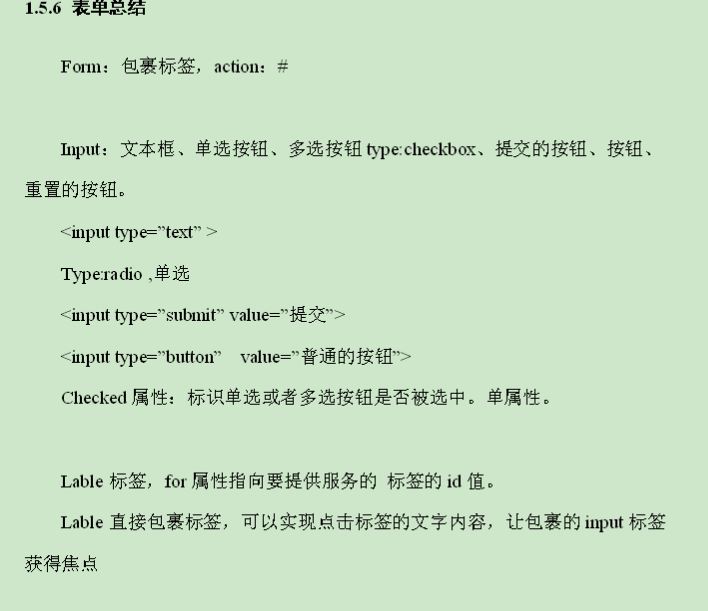 1.5.6 表单总结
Form：包裹标签，action：#
Input：文本框、单选按钮、多选按钮 type:checkbox、提交的按钮、按钮、
重置的按钮。
<input type=”text” >
Type:radio ,单选
<input type=”submit” value=”提交”>
<input type=”button” value=”普通的按钮”>
Checked 属性：标识单选或者多选按钮是否被选中。单属性。
Lable 标签，for 属性指向要提供服务的 标签的 id 值。
Lable 直接包裹标签，可以实现点击标签的文字内容，让包裹的 input 标签
获得焦点